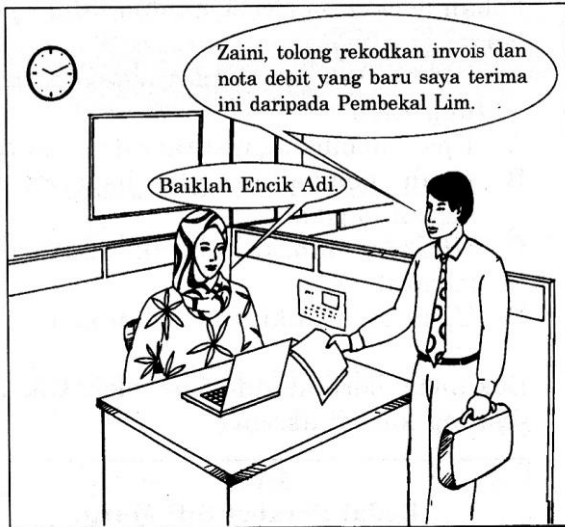 Zaini, tolong rekodkan invois dan
nota debit yang baru saya terima
ini daripada Pembekal Lim.
Baiklah Encik Adi.